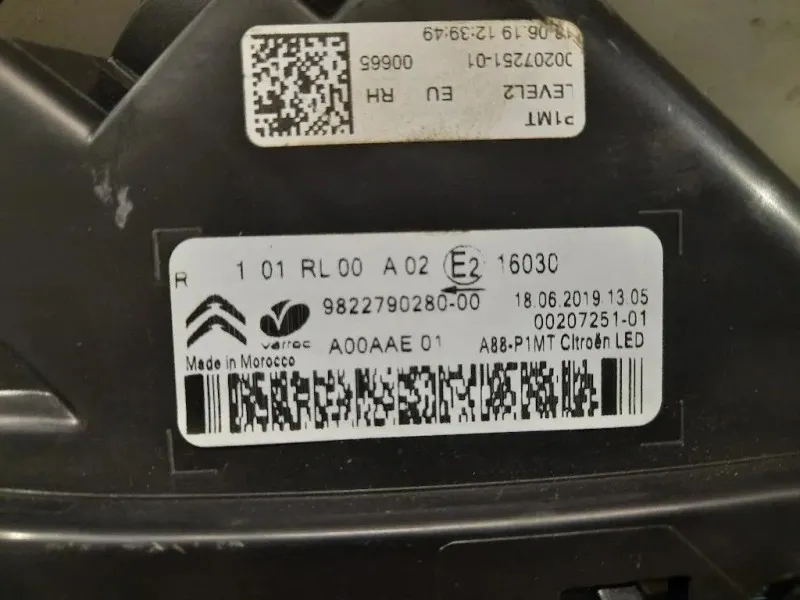 18.06.19 12:39:49
00207251-01 00665
LEVEL2 EU RH
P1MT
R 1 01 RL 00 A 02 E2 16030
9822790280-00 18.06.2019 13.05
00207251-01
varroc A00AAE 01 A88-P1MT Citroën LED
Made in Morocco